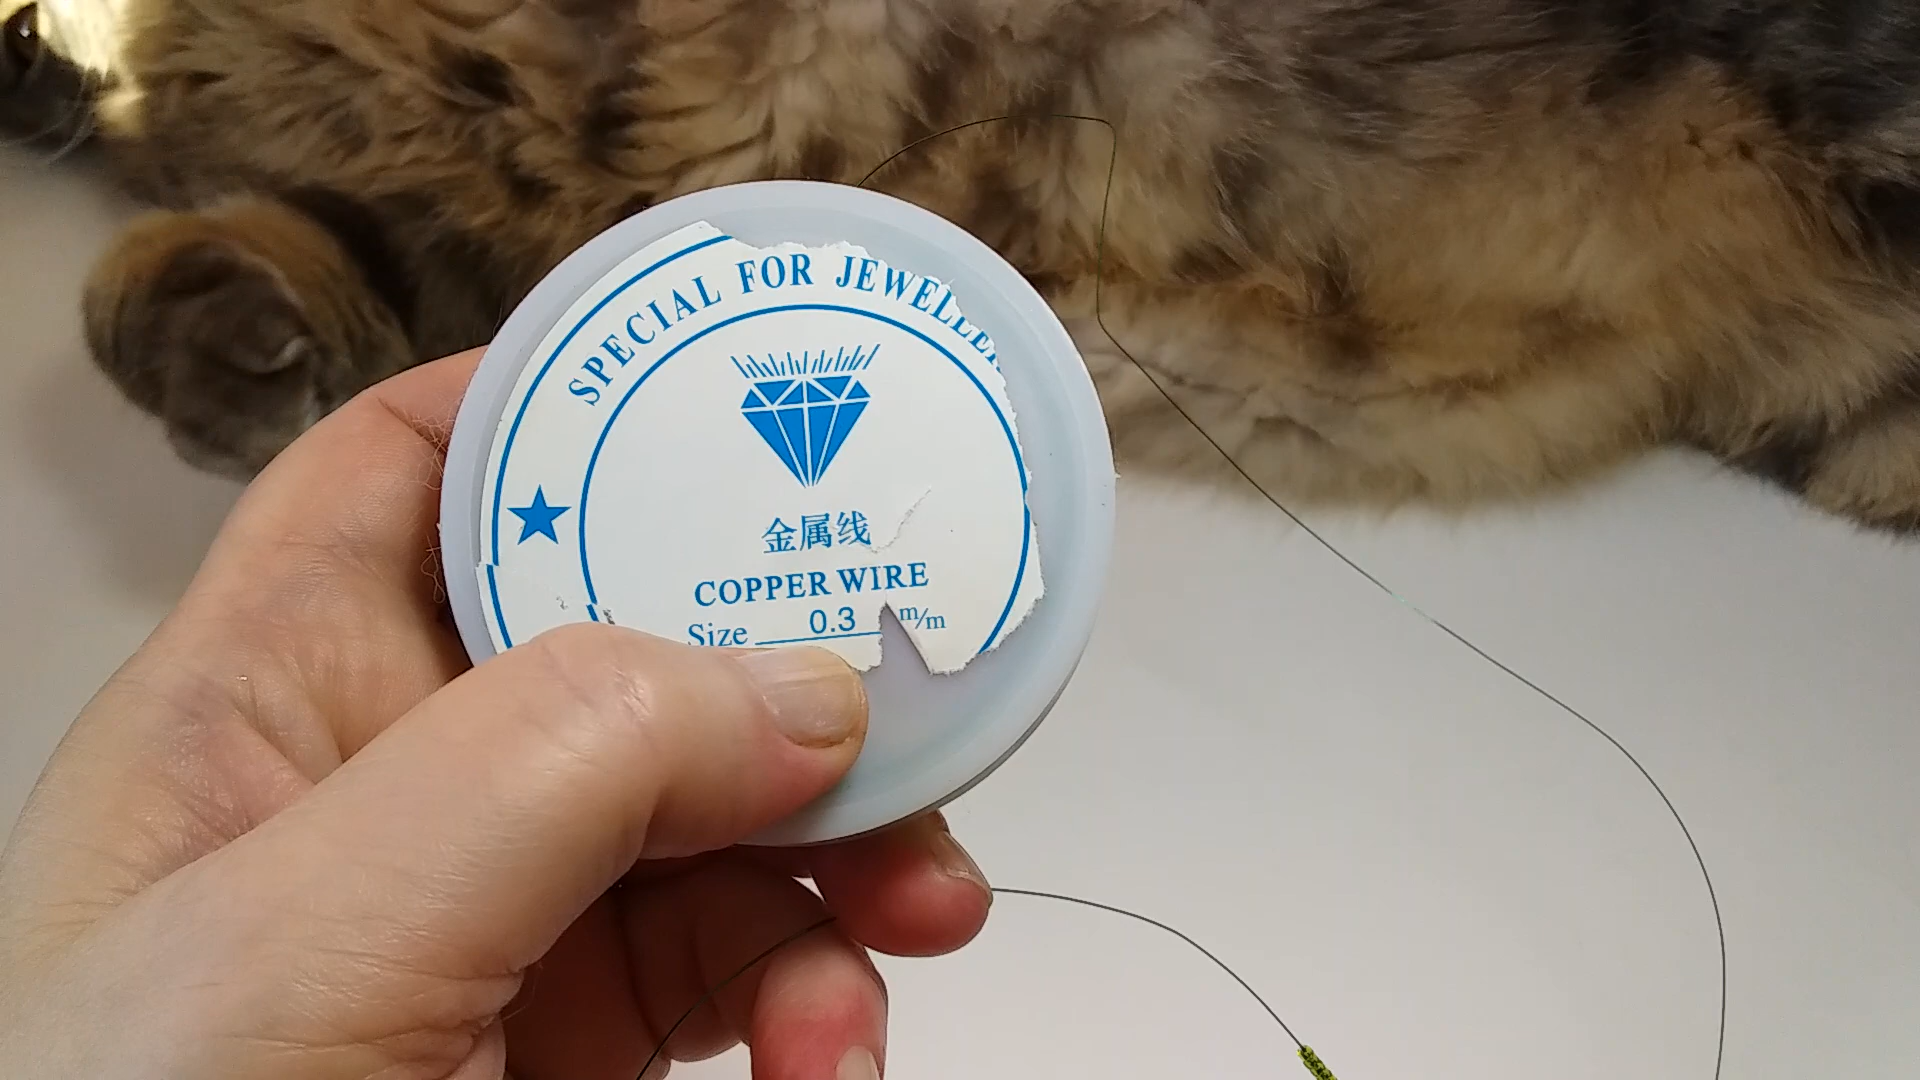 SPECIAL FOR JEWELLE
金属线
COPPER WIRE
Size 0.3 m/m